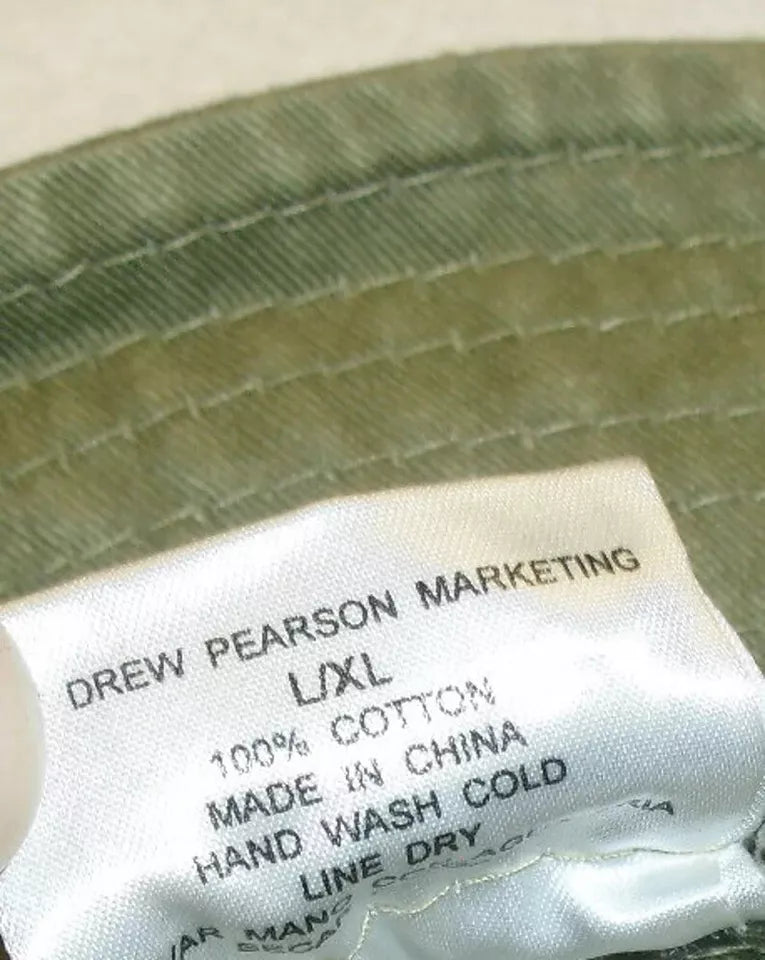 DREW PEARSON MARKETING
L/XL
100% COTTON
MADE IN CHINA
HAND WASH COLD
LINE DRY